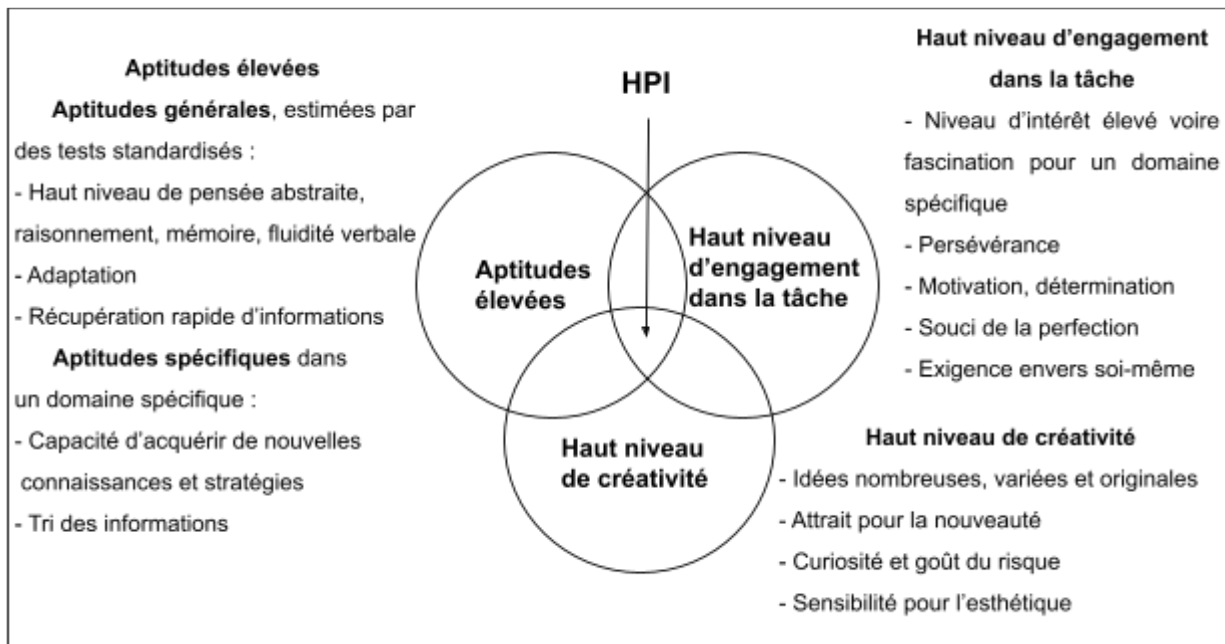 Aptitudes élevées
Aptitudes générales, estimées par
des tests standardisés :
- Haut niveau de pensée abstraite,
raisonnement, mémoire, fluidité verbale
- Adaptation
- Récupération rapide d'informations
Aptitudes spécifiques dans
un domaine spécifique :
- Capacité d'acquérir de nouvelles
connaissances et stratégies
- Tri des informations
HPI
Aptitudes
élevées
Haut niveau
d'engagement
dans la tâche
Haut niveau
de créativité
Haut niveau d'engagement
dans la tâche
- Niveau d'intérêt élevé voire
fascination pour un domaine
spécifique
- Persévérance
- Motivation, détermination
- Souci de la perfection
- Exigence envers soi-même
Haut niveau de créativité
- Idées nombreuses, variées et originales
- Attrait pour la nouveauté
- Curiosité et goût du risque
- Sensibilité pour l'esthétique